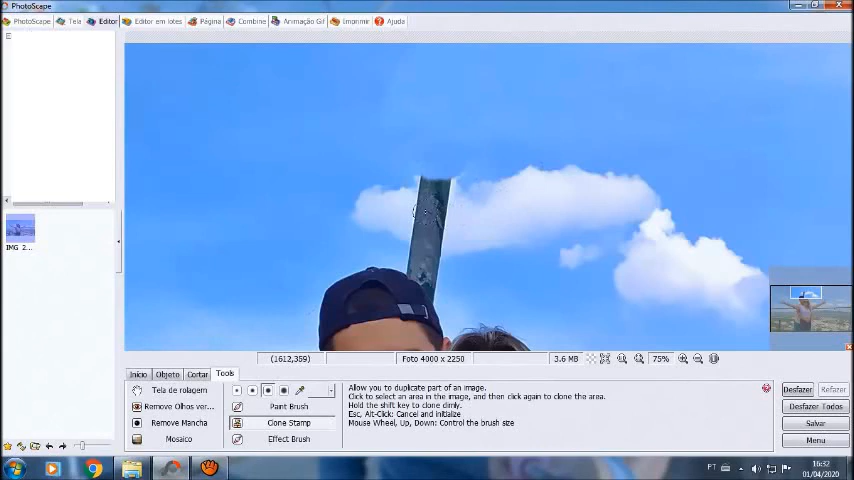 PhotoScape
PhotoScape Tela Editor Editor em lotes Página Combine Animação Gif Imprimir Ajuda
IMG 2...
(1612,359) Foto 4000 x 2250 3.6 MB 75%
Início Objeto Cortar Tools
Tela de rolagem
Remove Olhos ver...
Remove Mancha
Mosaico
Paint Brush
Clone Stamp
Effect Brush
Allow you to duplicate part of an image.
Click to select an area in the image, and then click again to clone the area.
Hold the shift key to clone dimly.
Esc, Alt-Click: Cancel and initialize
Mouse Wheel, Up, Down: Control the brush size
Desfazer Refazer
Desfazer Todos
Salvar
Menu
PT
16:32
01/04/2020